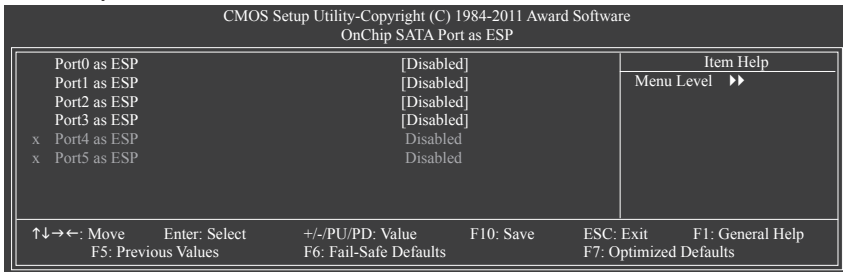 CMOS Setup Utility-Copyright (C) 1984-2011 Award Software
OnChip SATA Port as ESP
Port0 as ESP [Disabled]
Port1 as ESP [Disabled]
Port2 as ESP [Disabled]
Port3 as ESP [Disabled]
x Port4 as ESP Disabled
x Port5 as ESP Disabled
Item Help
Menu Level ▶▶
↑↓→←: Move Enter: Select +/-/PU/PD: Value F10: Save ESC: Exit F1: General Help
F5: Previous Values F6: Fail-Safe Defaults F7: Optimized Defaults